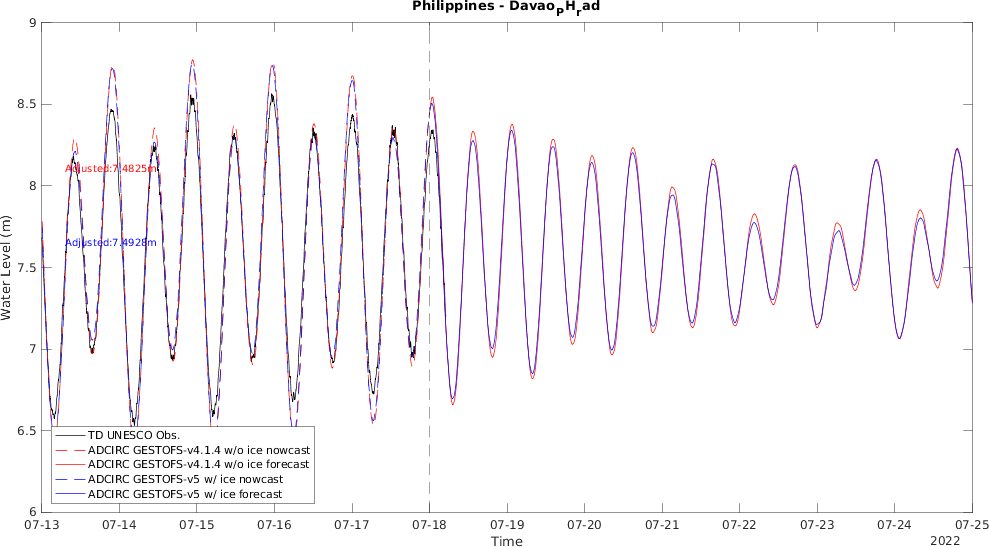 Philippines - DavaopHrad
9
8.5
8
7.5
7
6.5
6
Water Level (m)
Adjusted:7.4825m
Adjusted:7.4928m
TD UNESCO Obs.
ADCIRC GESTOFS-v4.1.4 w/o ice nowcast
ADCIRC GESTOFS-v4.1.4 w/o ice forecast
ADCIRC GESTOFS-v5 w/ ice nowcast
ADCIRC GESTOFS-v5 w/ ice forecast
07-13 07-14 07-15 07-16 07-17 07-18 07-19 07-20 07-21 07-22 07-23 07-24 07-25
Time
2022